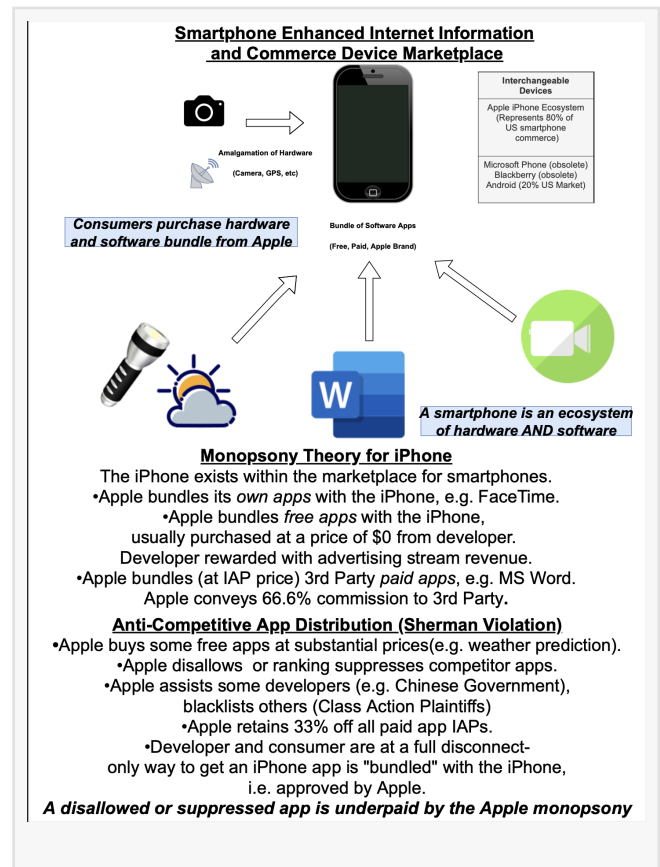 Smartphone Enhanced Internet Information
and Commerce Device Marketplace
Interchangeable
Devices
Apple iPhone Ecosystem
(Represents 80% of
US smartphone
commerce)
Microsoft Phone (obsolete)
Blackberry (obsolete)
Android (20% US Market)
Amalgamation of Hardware
(Camera, GPS, etc)
Consumers purchase hardware
and software bundle from Apple
Bundle of Software Apps
(Free, Paid, Apple Brand)
W
A smartphone is an ecosystem
of hardware AND software
Monopsony Theory for iPhone
The iPhone exists within the marketplace for smartphones.
•Apple bundles its own apps with the iPhone, e.g. FaceTime.
•Apple bundles free apps with the iPhone,
usually purchased at a price of $0 from developer.
Developer rewarded with advertising stream revenue.
•Apple bundles (at IAP price) 3rd Party paid apps, e.g. MS Word.
Apple conveys 66.6% commission to 3rd Party.
Anti-Competitive App Distribution (Sherman Violation)
•Apple buys some free apps at substantial prices(e.g. weather prediction).
•Apple disallows or ranking suppresses competitor apps.
•Apple assists some developers (e.g. Chinese Government),
blacklists others (Class Action Plaintiffs)
•Apple retains 33% off all paid app IAPs.
•Developer and consumer are at a full disconnect-
only way to get an iPhone app is "bundled" with the iPhone,
i.e. approved by Apple.
A disallowed or suppressed app is underpaid by the Apple monopsony